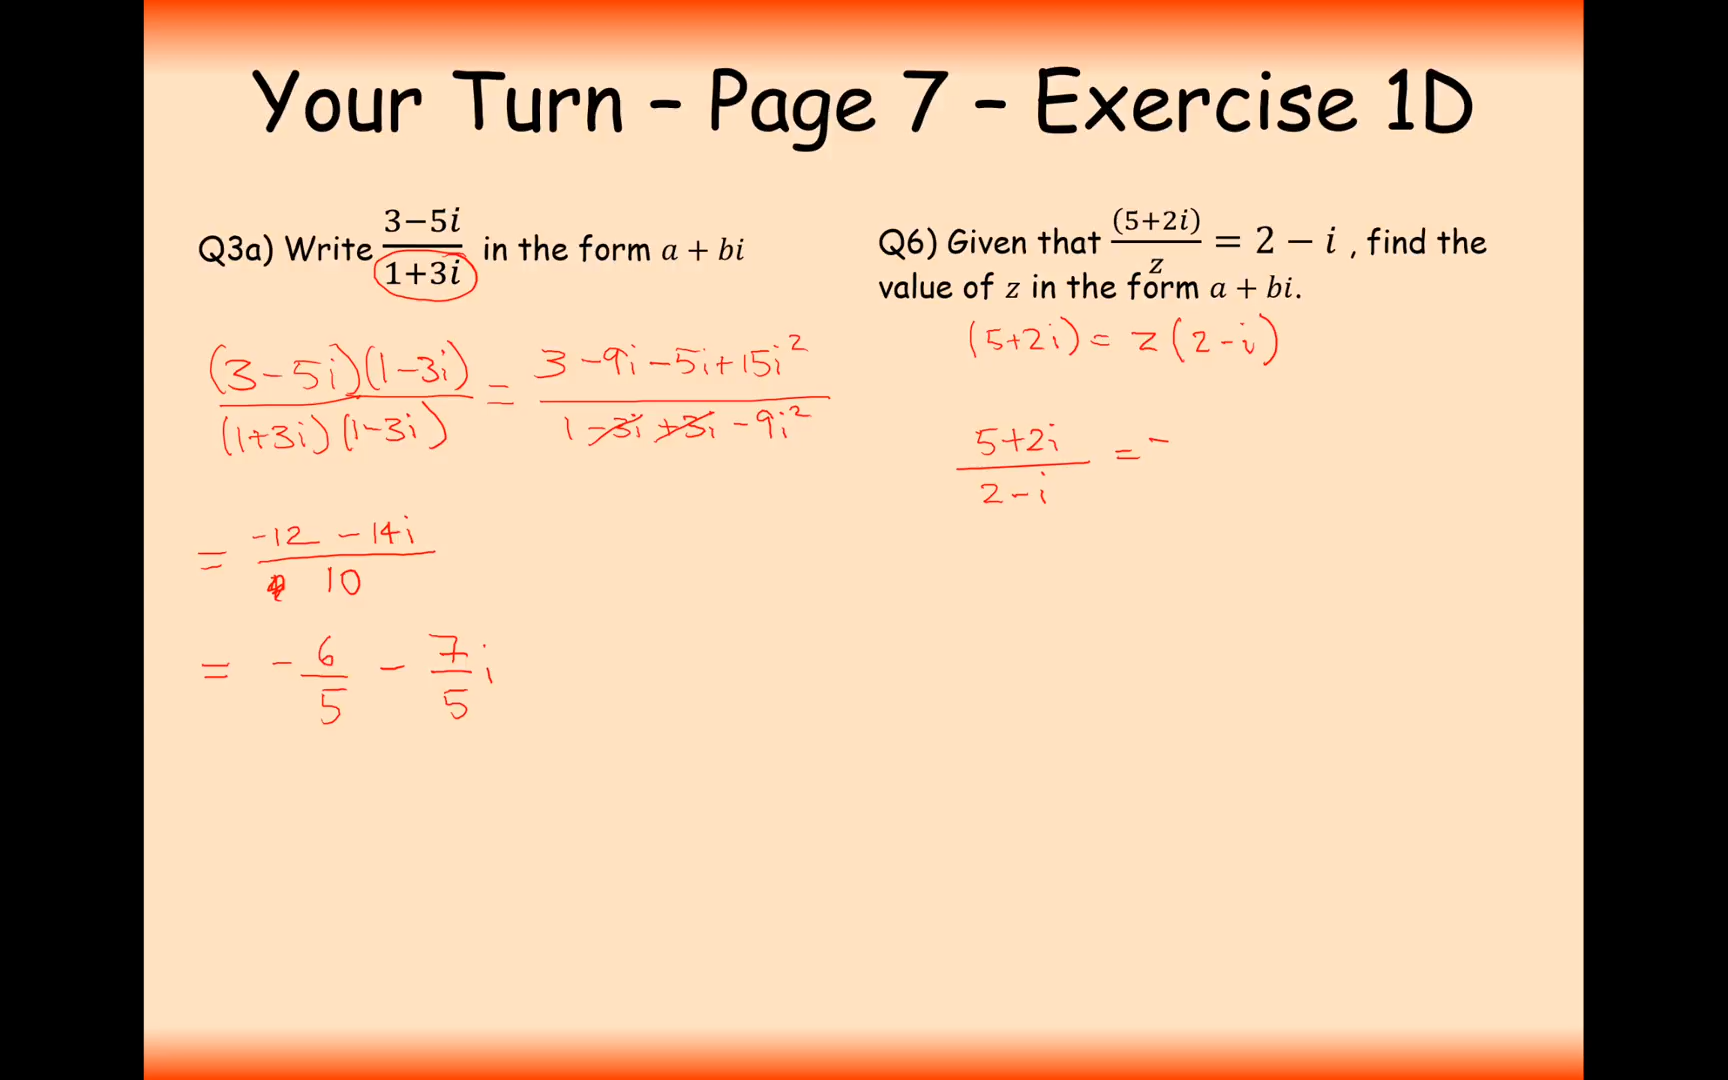 Your Turn – Page 7 – Exercise 1D
Q3a) Write (3−5i)/(1+3i) in the form a + bi
(3-5i)(1-3i)/(1+3i)(1-3i) = (3-9i-5i+15i²)/(1-3i+3i-9i²)
= (-12-14i)/10
= -6/5 - 7/5 i
Q6) Given that (5+2i)/z = 2 − i , find the
value of z in the form a + bi.
(5+2i) = z(2-i)
(5+2i)/(2-i) = -